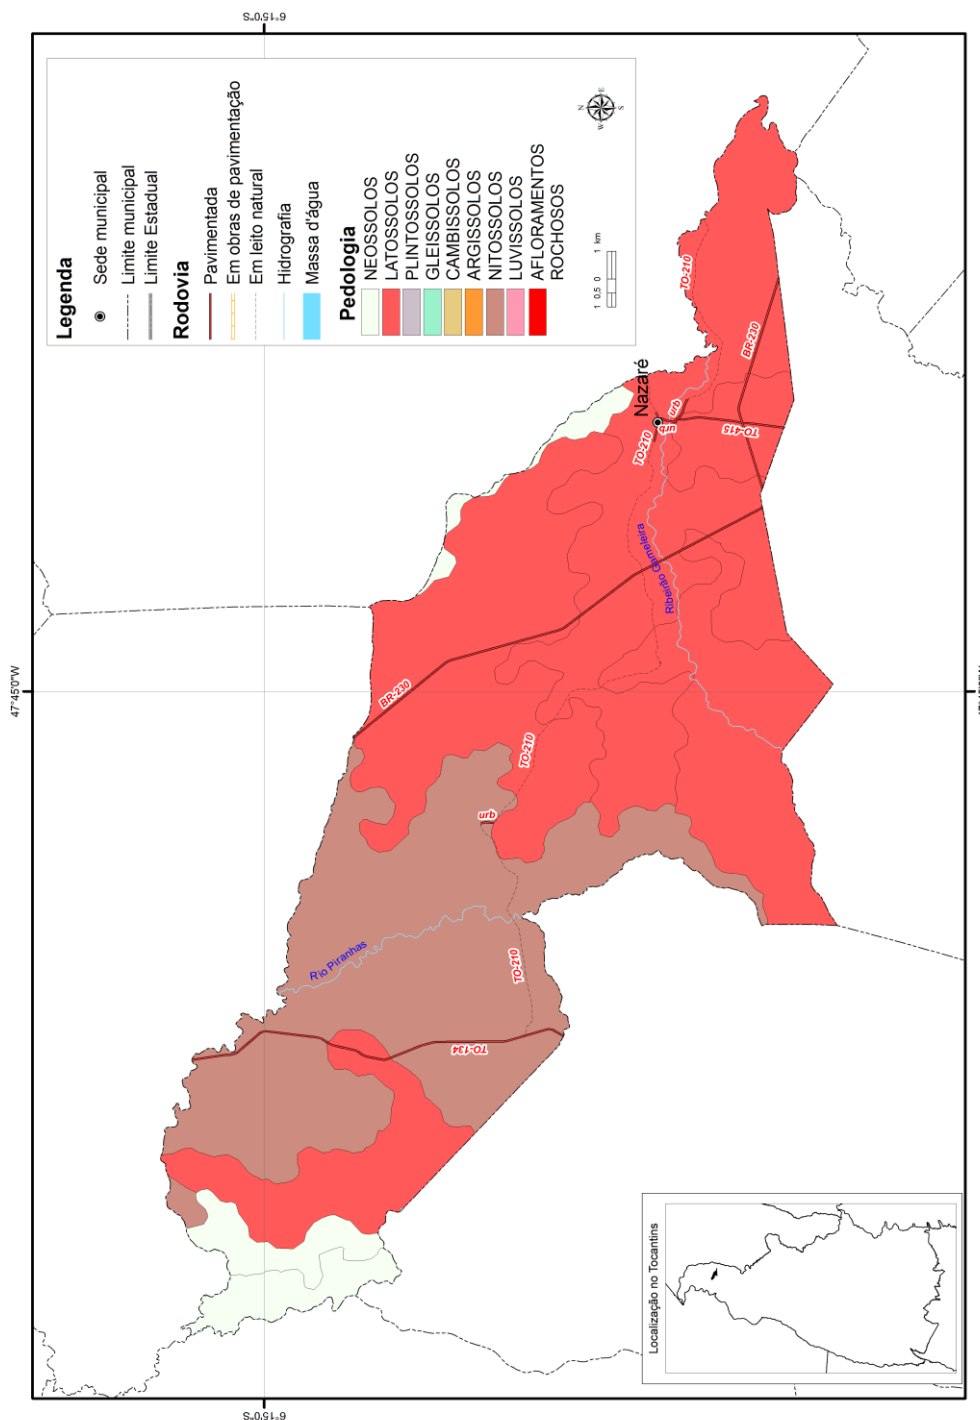 Legenda
Sede municipal
Limite municipal
Limite Estadual
Rodovia
Pavimentada
Em obras de pavimentação
Em leito natural
Hidrografia
Massa d'água
Pedologia
NEOSSOLOS
LATOSSOLOS
PLINTOSSOLOS
GLEISSOLOS
CAMBISSOLOS
ARGISSOLOS
NITOSSOLOS
LUVISSOLOS
AFLORAMENTOS
ROCHOSOS
1 0.5 0 1 km
N
E
S
W
6°15'0"S
6°15'0"S
47°45'0"W
Nazaré
TO-210
BR-230
urb
urb
TO-415
TO-210
Ribeirão Gameleira
BR-230
TO-210
urb
Rio Piranhas
TO-210
TO-134
Localização no Tocantins